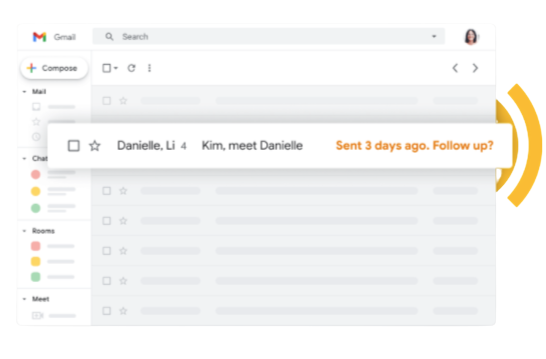 Gmail
Search
Compose
Mail
Danielle, Li 4 Kim, meet Danielle Sent 3 days ago. Follow up?
Chat
Rooms
Meet